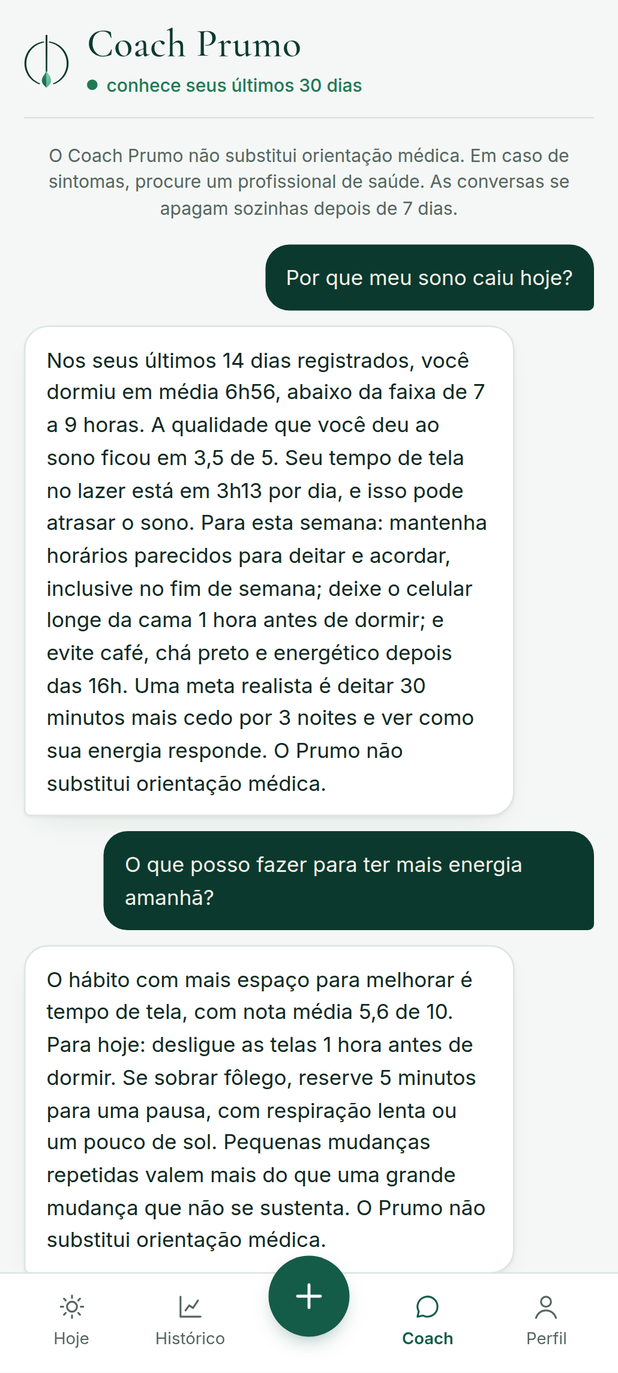 Coach Prumo
conhece seus últimos 30 dias
O Coach Prumo não substitui orientação médica. Em caso de
sintomas, procure um profissional de saúde. As conversas se
apagam sozinhas depois de 7 dias.
Por que meu sono caiu hoje?
Nos seus últimos 14 dias registrados, você
dormiu em média 6h56, abaixo da faixa de 7
a 9 horas. A qualidade que você deu ao
sono ficou em 3,5 de 5. Seu tempo de tela
no lazer está em 3h13 por dia, e isso pode
atrasar o sono. Para esta semana: mantenha
horários parecidos para deitar e acordar,
inclusive no fim de semana; deixe o celular
longe da cama 1 hora antes de dormir; e
evite café, chá preto e energético depois
das 16h. Uma meta realista é deitar 30
minutos mais cedo por 3 noites e ver como
sua energia responde. O Prumo não
substitui orientação médica.
O que posso fazer para ter mais energia
amanhã?
O hábito com mais espaço para melhorar é
tempo de tela, com nota média 5,6 de 10.
Para hoje: desligue as telas 1 hora antes de
dormir. Se sobrar fôlego, reserve 5 minutos
para uma pausa, com respiração lenta ou
um pouco de sol. Pequenas mudanças
repetidas valem mais do que uma grande
mudança que não se sustenta. O Prumo não
substitui orientação médica.
Hoje
Histórico
Coach
Perfil